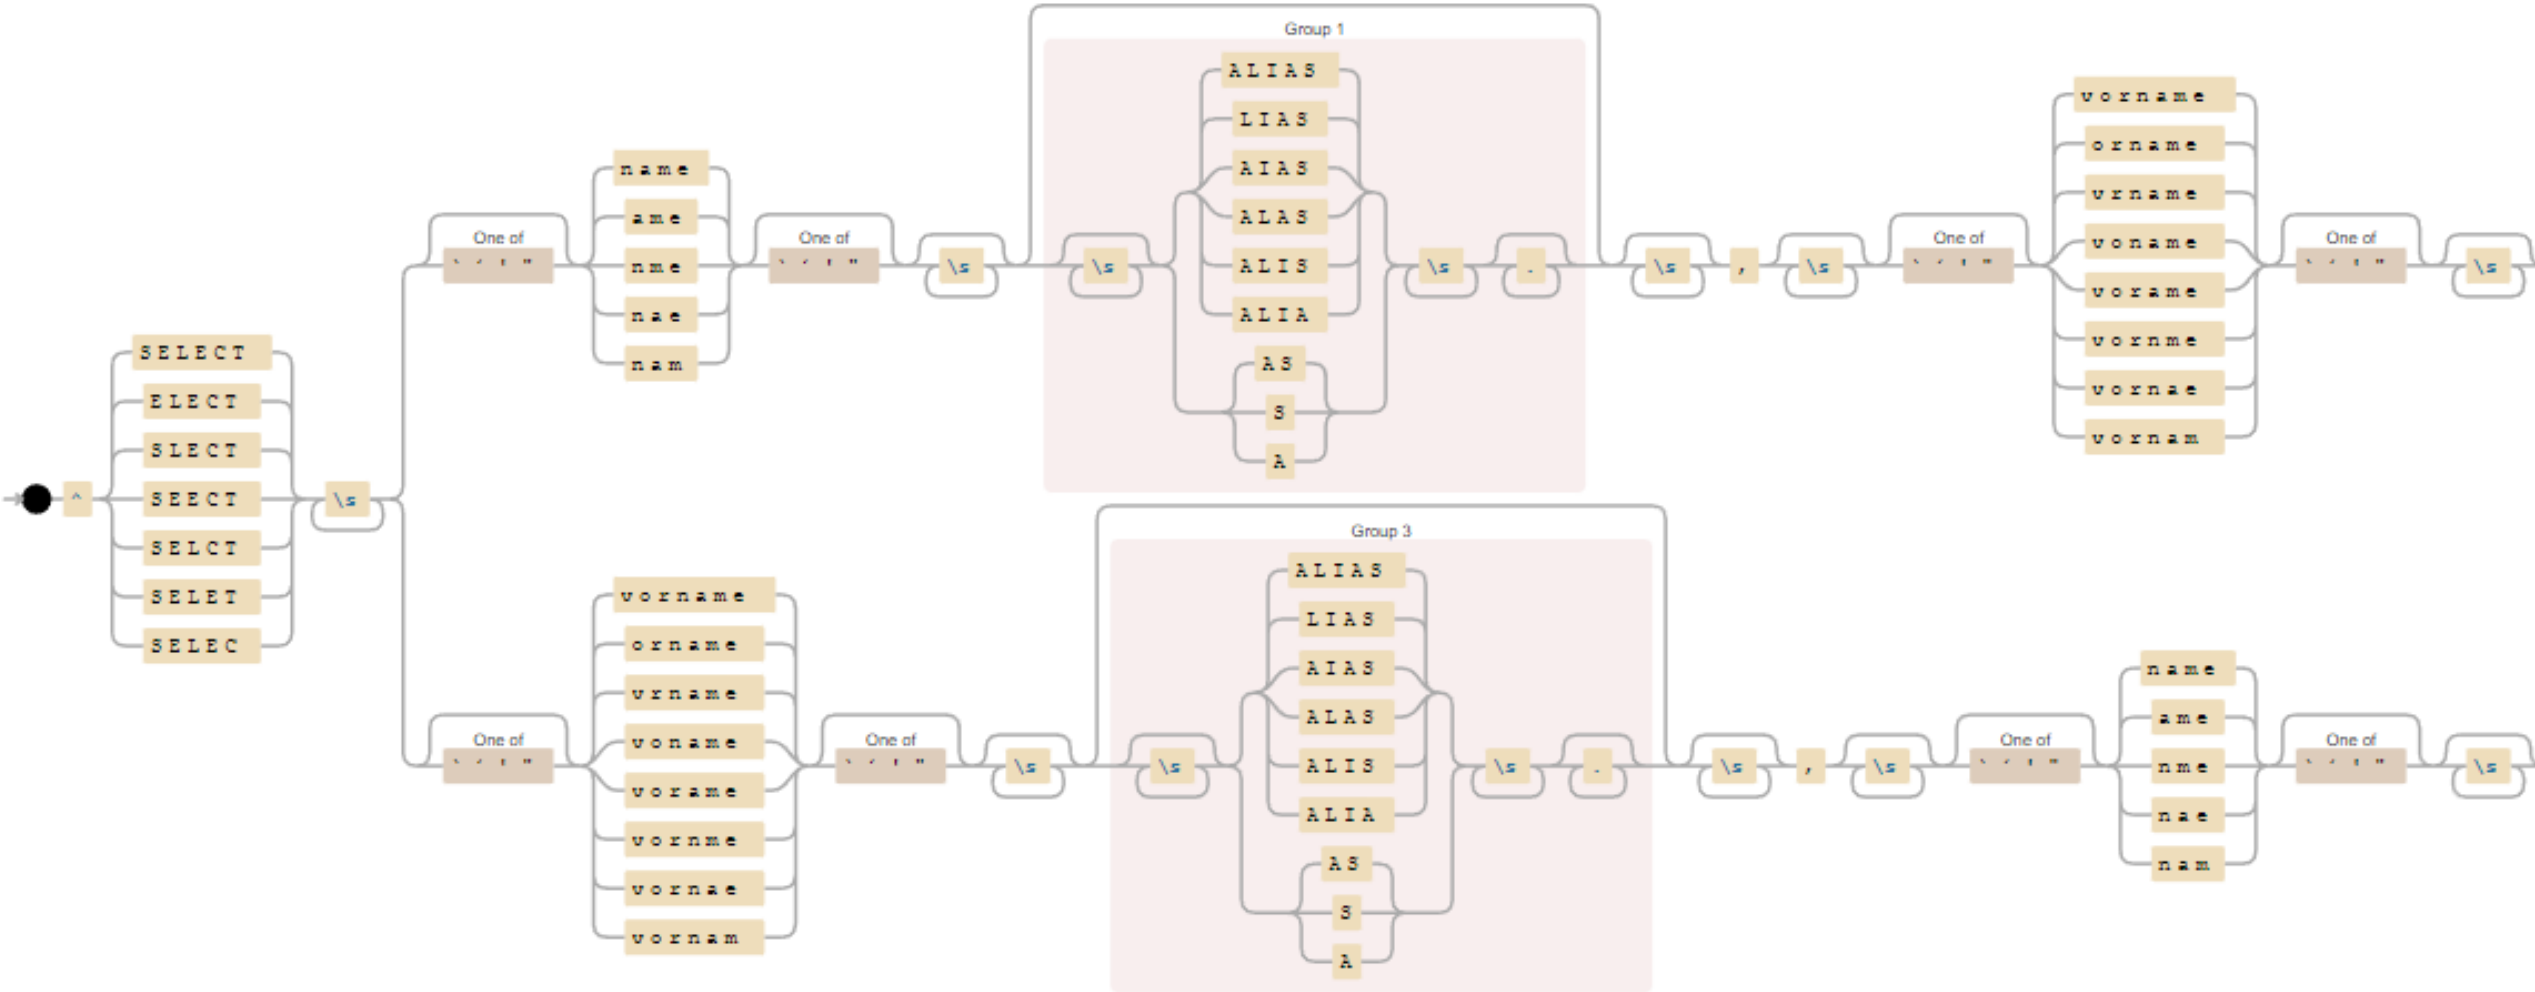 ^
SELECT
ELECT
SLECT
SEECT
SELCT
SELET
SELEC
\s
One of
` ´ ' "
name
ame
nme
nae
nam
One of
` ´ ' "
\s
Group 1
\s
ALIAS
LIAS
AIAS
ALAS
ALIS
ALIA
AS
S
A
\s
.
\s
,
\s
One of
` ´ ' "
vorname
orname
vrname
voname
vorame
vornme
vornae
vornam
One of
` ´ ' "
\s
One of
` ´ ' "
vorname
orname
vrname
voname
vorame
vornme
vornae
vornam
One of
` ´ ' "
\s
Group 3
\s
ALIAS
LIAS
AIAS
ALAS
ALIS
ALIA
AS
S
A
\s
.
\s
,
\s
One of
` ´ ' "
name
ame
nme
nae
nam
One of
` ´ ' "
\s